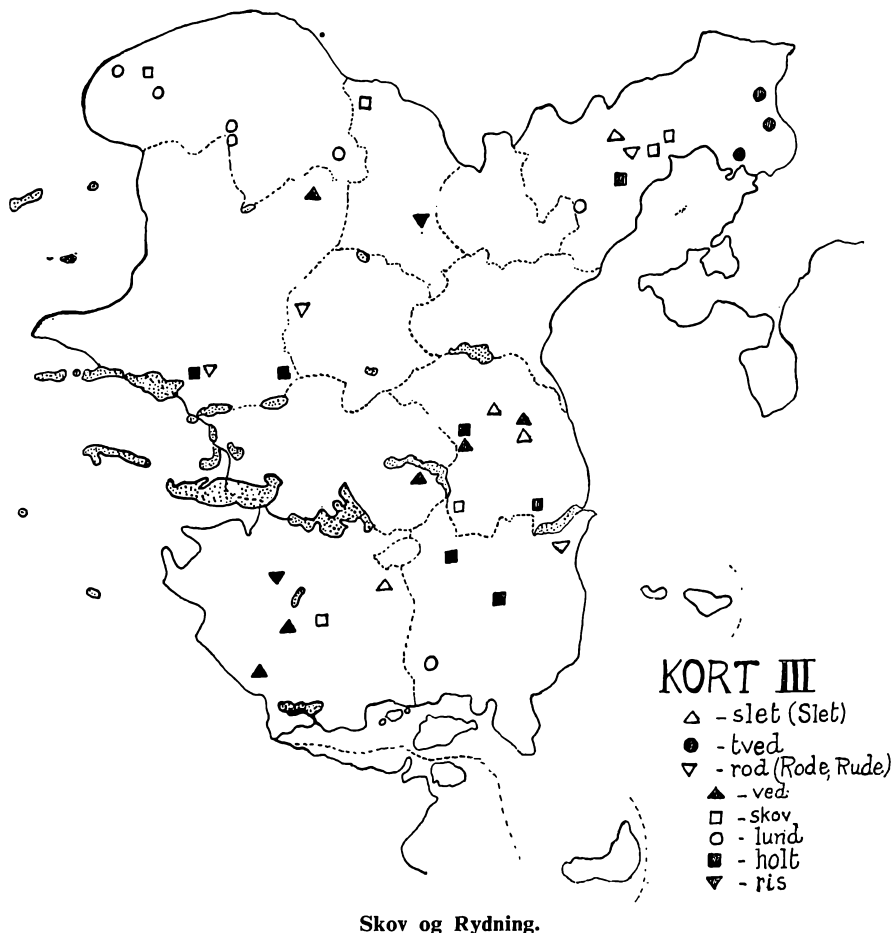 KORT III
△ - slet (Slet)
● - tved
▽ - rod (Rode, Rude)
▲ - ved
□ - skov
○ - lund
■ - holt
▼ - ris
Skov og Rydning.